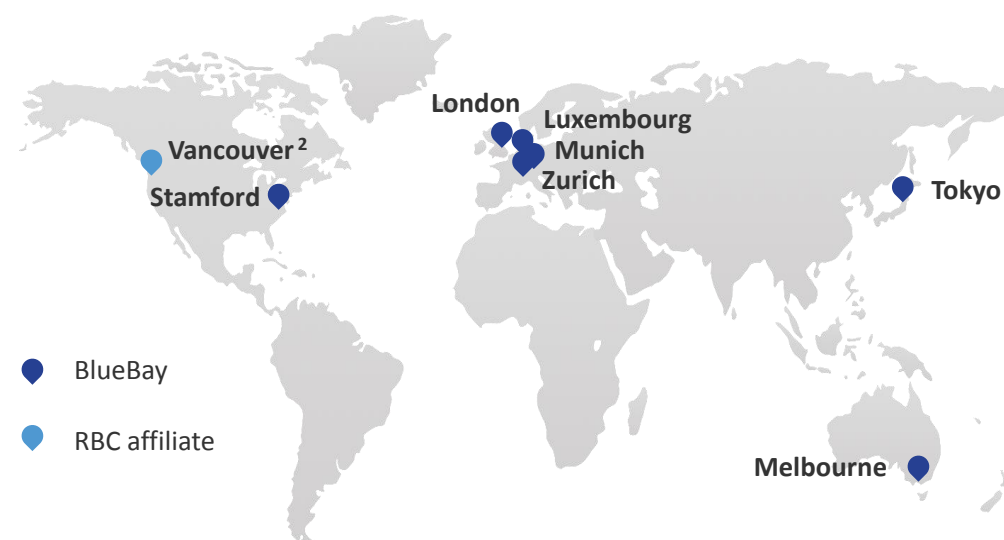 London
Luxembourg
Vancouver ²
Munich
Zurich
Stamford
Tokyo
BlueBay
RBC affiliate
Melbourne